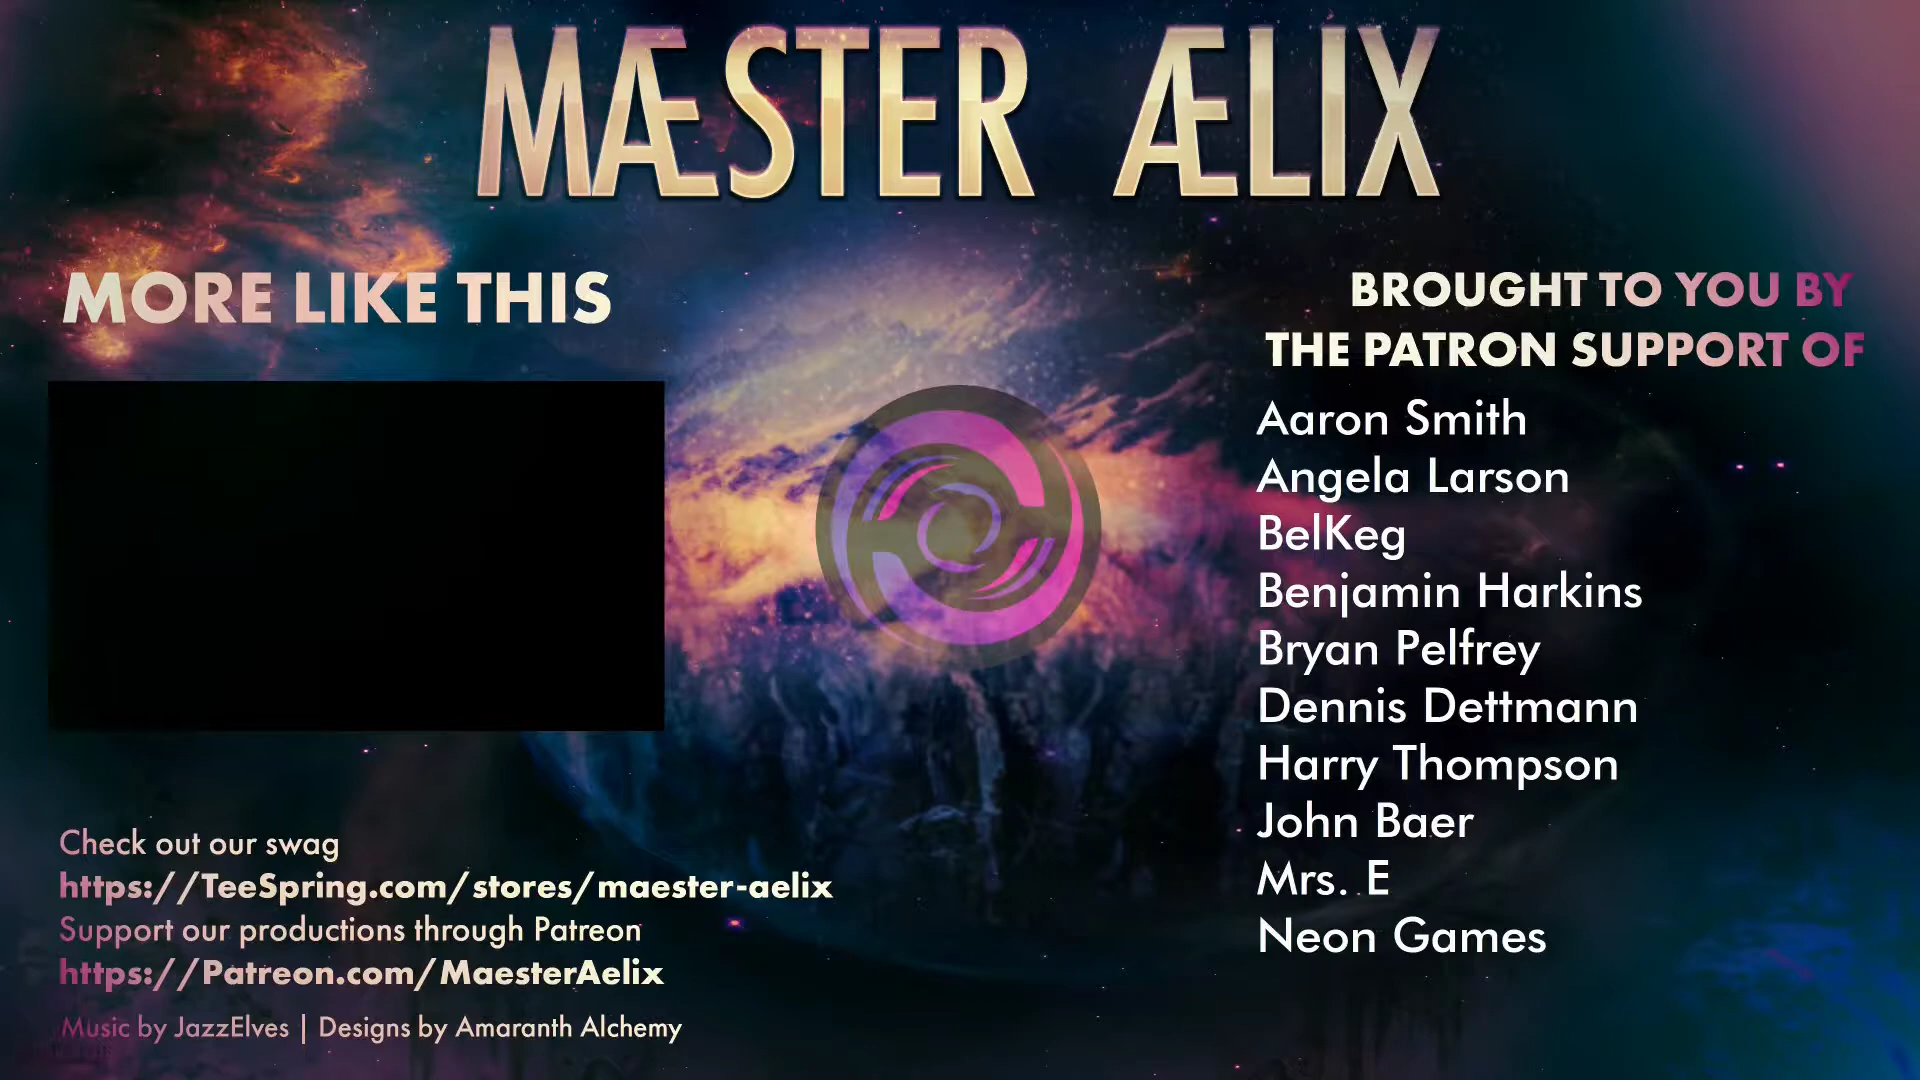 MÆSTER ÆLIX
MORE LIKE THIS
BROUGHT TO YOU BY
THE PATRON SUPPORT OF
Aaron Smith
Angela Larson
BelKeg
Benjamin Harkins
Bryan Pelfrey
Dennis Dettmann
Harry Thompson
John Baer
Mrs. E
Neon Games
Check out our swag
https://TeeSpring.com/stores/maester-aelix
Support our productions through Patreon
https://Patreon.com/MaesterAelix
Music by JazzElves | Designs by Amaranth Alchemy